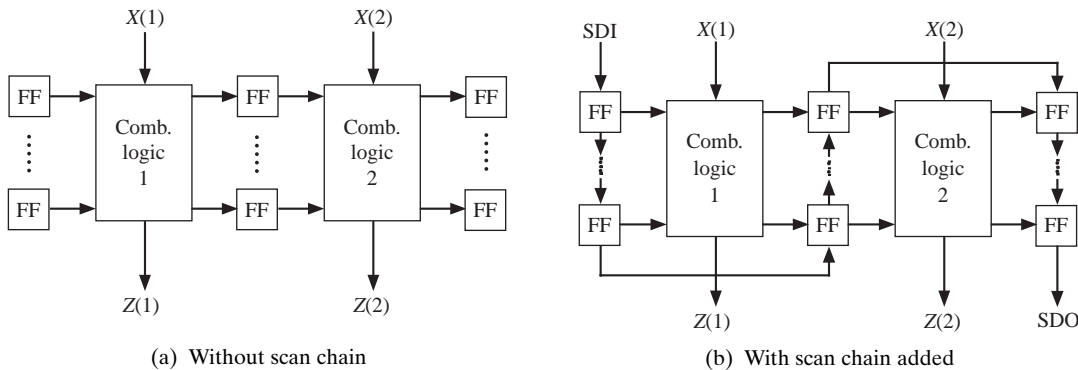 X(1)
X(2)
FF
FF
FF
Comb.
logic
1
Comb.
logic
2
FF
FF
FF
Z(1)
Z(2)
(a) Without scan chain
SDI
X(1)
X(2)
FF
FF
FF
Comb.
logic
1
Comb.
logic
2
FF
FF
FF
Z(1)
Z(2)
SDO
(b) With scan chain added